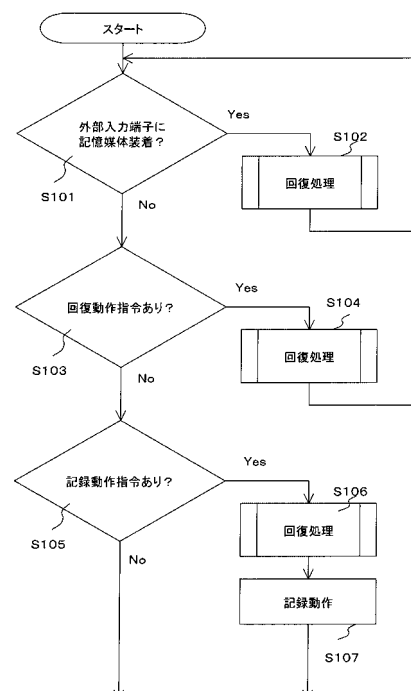 スタート
外部入力端子に
記憶媒体装着？
Yes
S101
No
S102
回復処理
回復動作指令あり？
Yes
S103
No
S104
回復処理
記録動作指令あり？
Yes
S105
No
S106
回復処理
記録動作
S107